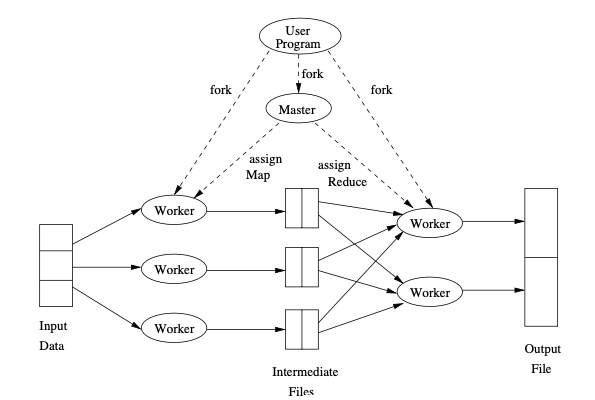 User
Program
fork
fork
fork
Master
assign
Map
assign
Reduce
Worker
Worker
Worker
Worker
Worker
Input
Data
Intermediate
Files
Output
File